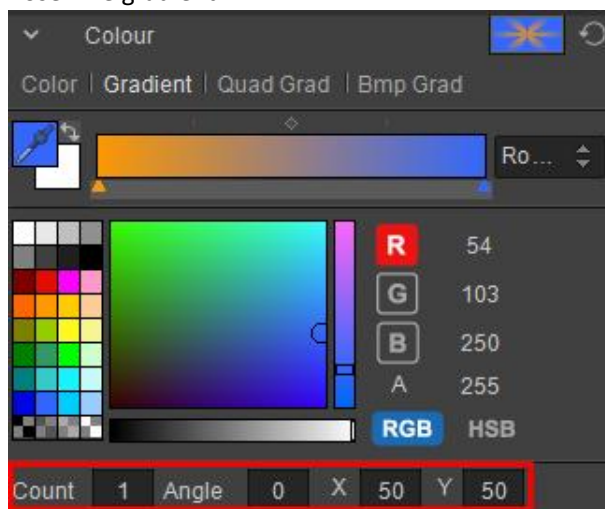 Colour
Color | Gradient | Quad Grad | Bmp Grad
Ro...
R 54
G 103
B 250
A 255
RGB HSB
Count 1 Angle 0 X 50 Y 50